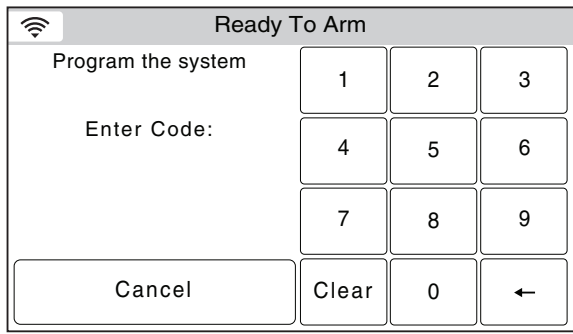 Ready To Arm
Program the system
Enter Code:
1 2 3
4 5 6
7 8 9
Cancel Clear 0 ←